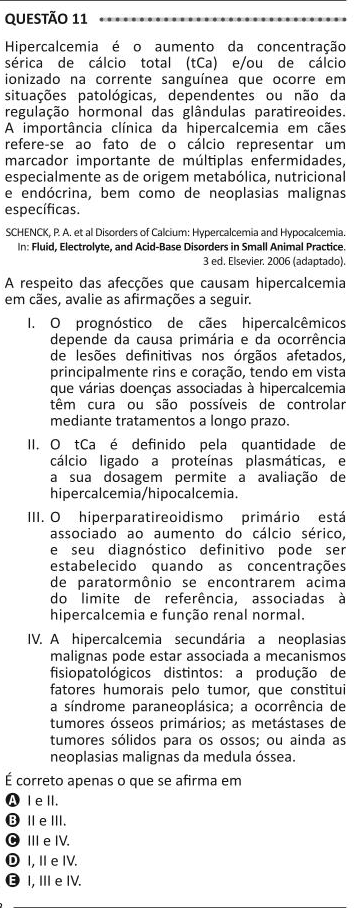 QUESTÃO 11
Hipercalcemia é o aumento da concentração
sérica de cálcio total (tCa) e/ou de cálcio
ionizado na corrente sanguínea que ocorre em
situações patológicas, dependentes ou não da
regulação hormonal das glândulas paratireoides.
A importância clínica da hipercalcemia em cães
refere-se ao fato de o cálcio representar um
marcador importante de múltiplas enfermidades,
especialmente as de origem metabólica, nutricional
e endócrina, bem como de neoplasias malignas
específicas.
SCHENCK, P. A. et al Disorders of Calcium: Hypercalcemia and Hypocalcemia.
In: Fluid, Electrolyte, and Acid-Base Disorders in Small Animal Practice.
3 ed. Elsevier. 2006 (adaptado).
A respeito das afecções que causam hipercalcemia
em cães, avalie as afirmações a seguir.
I. O prognóstico de cães hipercalcêmicos
depende da causa primária e da ocorrência
de lesões definitivas nos órgãos afetados,
principalmente rins e coração, tendo em vista
que várias doenças associadas à hipercalcemia
têm cura ou são possíveis de controlar
mediante tratamentos a longo prazo.
II. O tCa é definido pela quantidade de
cálcio ligado a proteínas plasmáticas, e
a sua dosagem permite a avaliação de
hipercalcemia/hipocalcemia.
III. O hiperparatireoidismo primário está
associado ao aumento do cálcio sérico,
e seu diagnóstico definitivo pode ser
estabelecido quando as concentrações
de paratormônio se encontrarem acima
do limite de referência, associadas à
hipercalcemia e função renal normal.
IV. A hipercalcemia secundária a neoplasias
malignas pode estar associada a mecanismos
fisiopatológicos distintos: a produção de
fatores humorais pelo tumor, que constitui
a síndrome paraneoplásica; a ocorrência de
tumores ósseos primários; as metástases de
tumores sólidos para os ossos; ou ainda as
neoplasias malignas da medula óssea.
É correto apenas o que se afirma em
A I e II.
B II e III.
C III e IV.
D I, II e IV.
E I, III e IV.